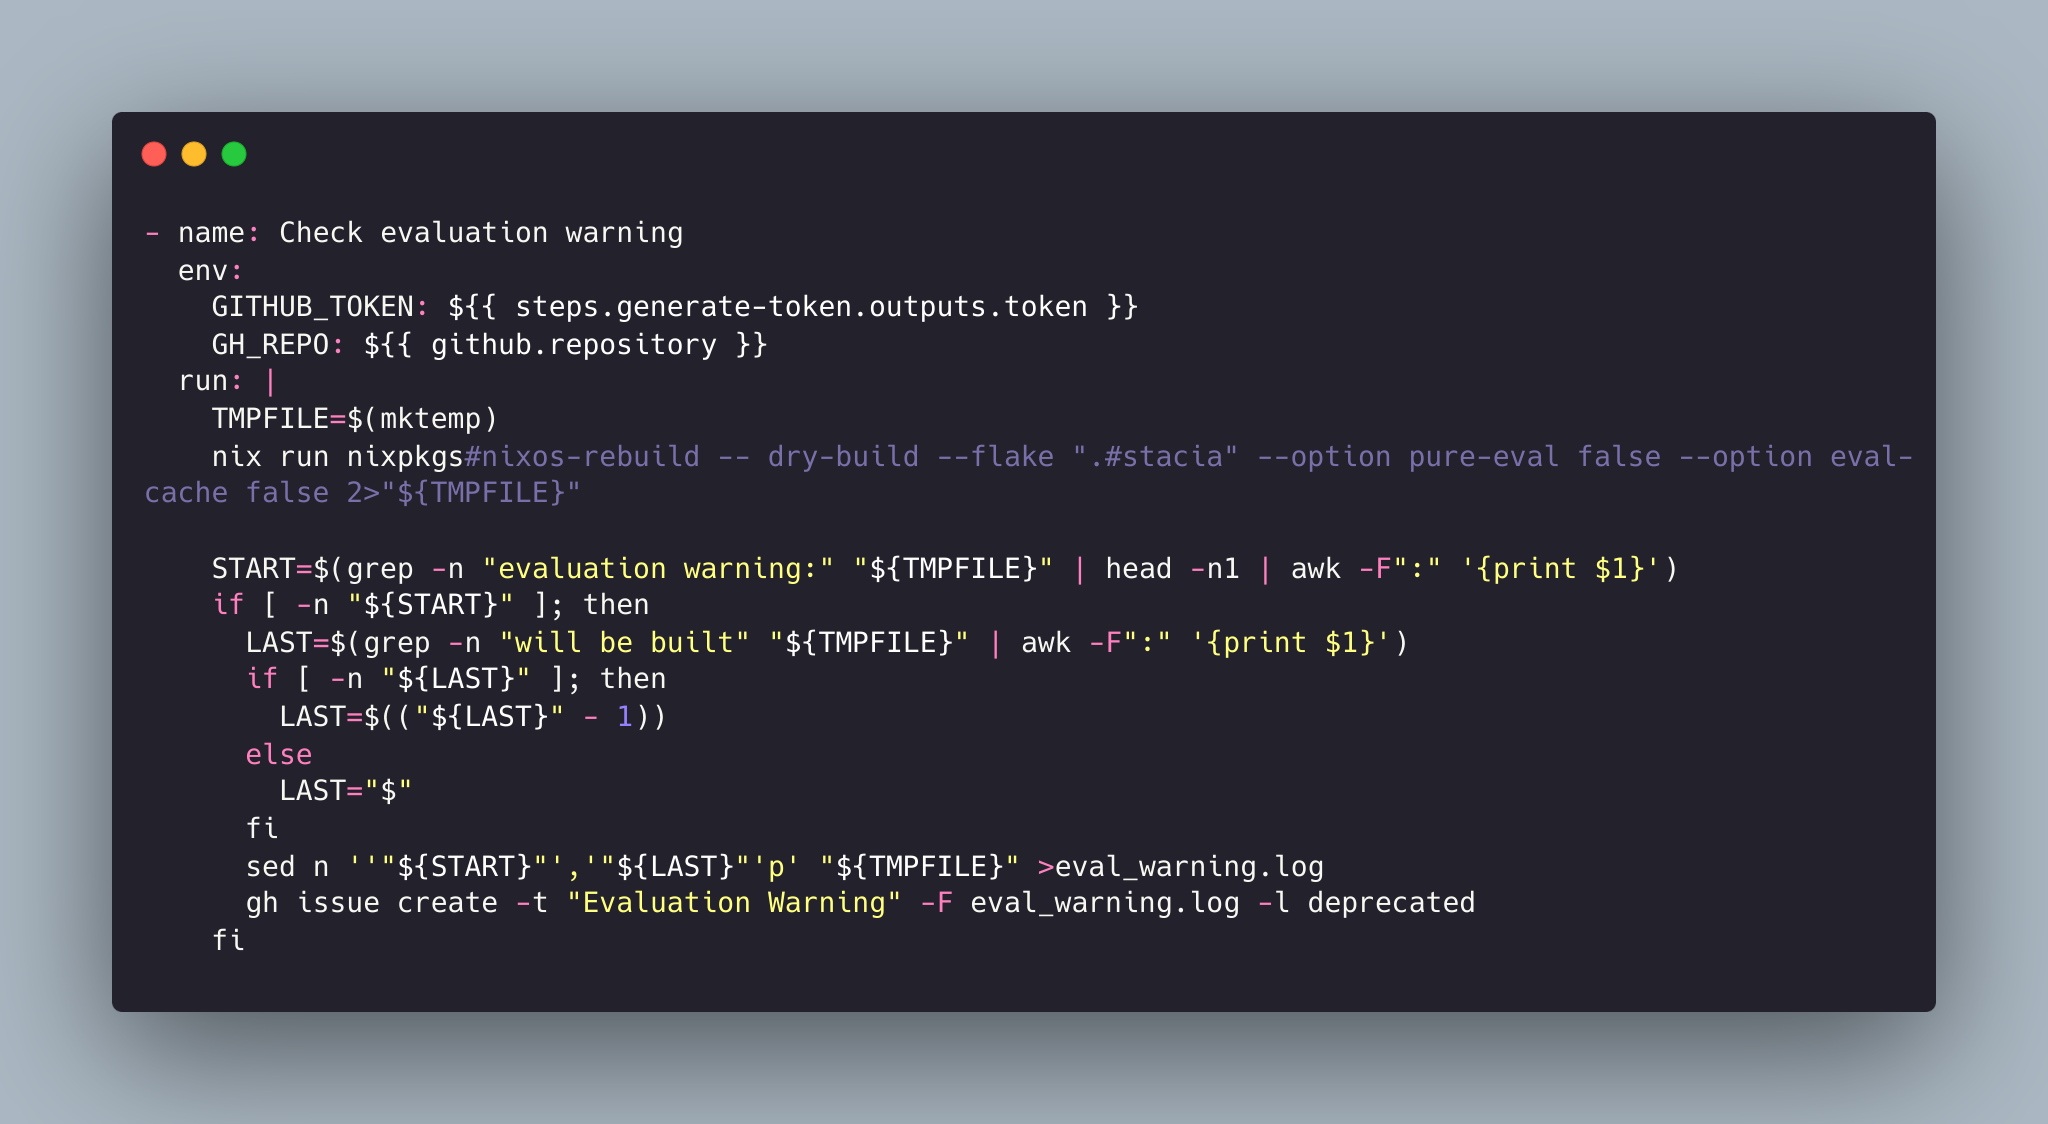 - name: Check evaluation warning
  env:
    GITHUB_TOKEN: ${{ steps.generate-token.outputs.token }}
    GH_REPO: ${{ github.repository }}
  run: |
    TMPFILE=$(mktemp)
    nix run nixpkgs#nixos-rebuild -- dry-build --flake ".#stacia" --option pure-eval false --option eval-
cache false 2>"${TMPFILE}"

    START=$(grep -n "evaluation warning:" "${TMPFILE}" | head -n1 | awk -F":" '{print $1}')
    if [ -n "${START}" ]; then
      LAST=$(grep -n "will be built" "${TMPFILE}" | awk -F":" '{print $1}')
      if [ -n "${LAST}" ]; then
        LAST=$(("${LAST}" - 1))
      else
        LAST="$"
      fi
      sed n ''"${START}"','"${LAST}"'p' "${TMPFILE}" >eval_warning.log
      gh issue create -t "Evaluation Warning" -F eval_warning.log -l deprecated
    fi